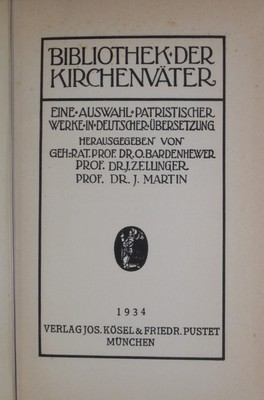 BIBLIOTHEK·DER
KIRCHENVÄTER
EINE·AUSWAHL·PATRISTISCHER
WERKE·IN·DEUTSCHER·ÜBERSETZUNG
HERAUSGEGEBEN VON
GEH·RAT·PROF. DR.O.BARDENHEWER
PROF. DR.J.ZELLINGER
PROF. DR. J. MARTIN
1934
VERLAG JOS. KÖSEL & FRIEDR. PUSTET
MÜNCHEN